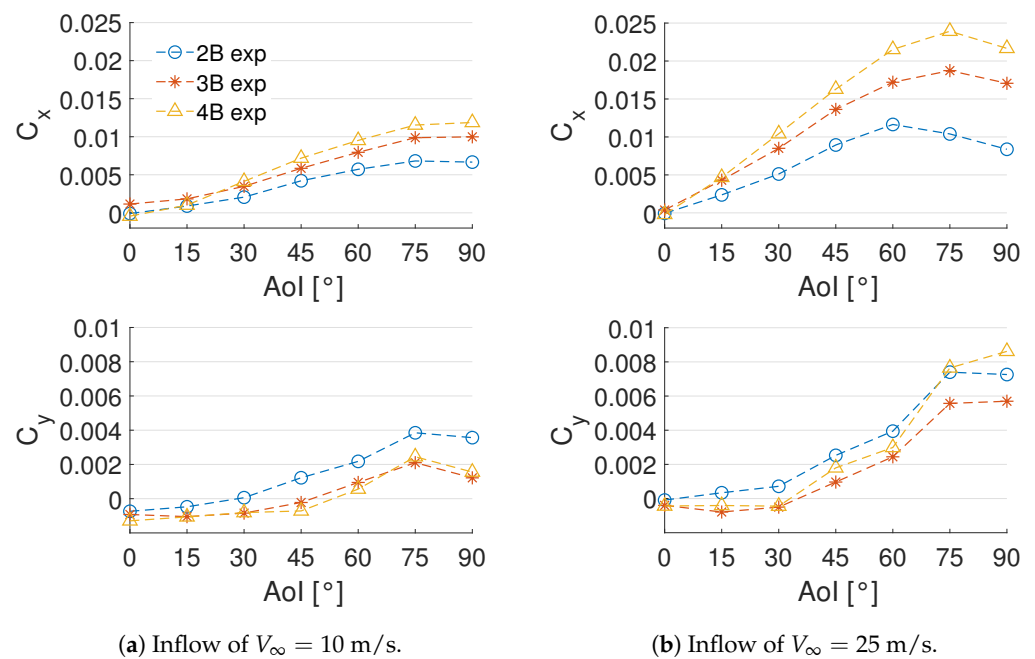 0.025
0.02
0.015
0.01
0.005
0
C_x
2B exp
3B exp
4B exp
0 15 30 45 60 75 90
AoI [°]
0.025
0.02
0.015
0.01
0.005
0
C_x
0 15 30 45 60 75 90
AoI [°]
0.01
0.008
0.006
0.004
0.002
0
C_y
0 15 30 45 60 75 90
AoI [°]
0.01
0.008
0.006
0.004
0.002
0
C_y
0 15 30 45 60 75 90
AoI [°]
(a) Inflow of V∞ = 10 m/s.
(b) Inflow of V∞ = 25 m/s.